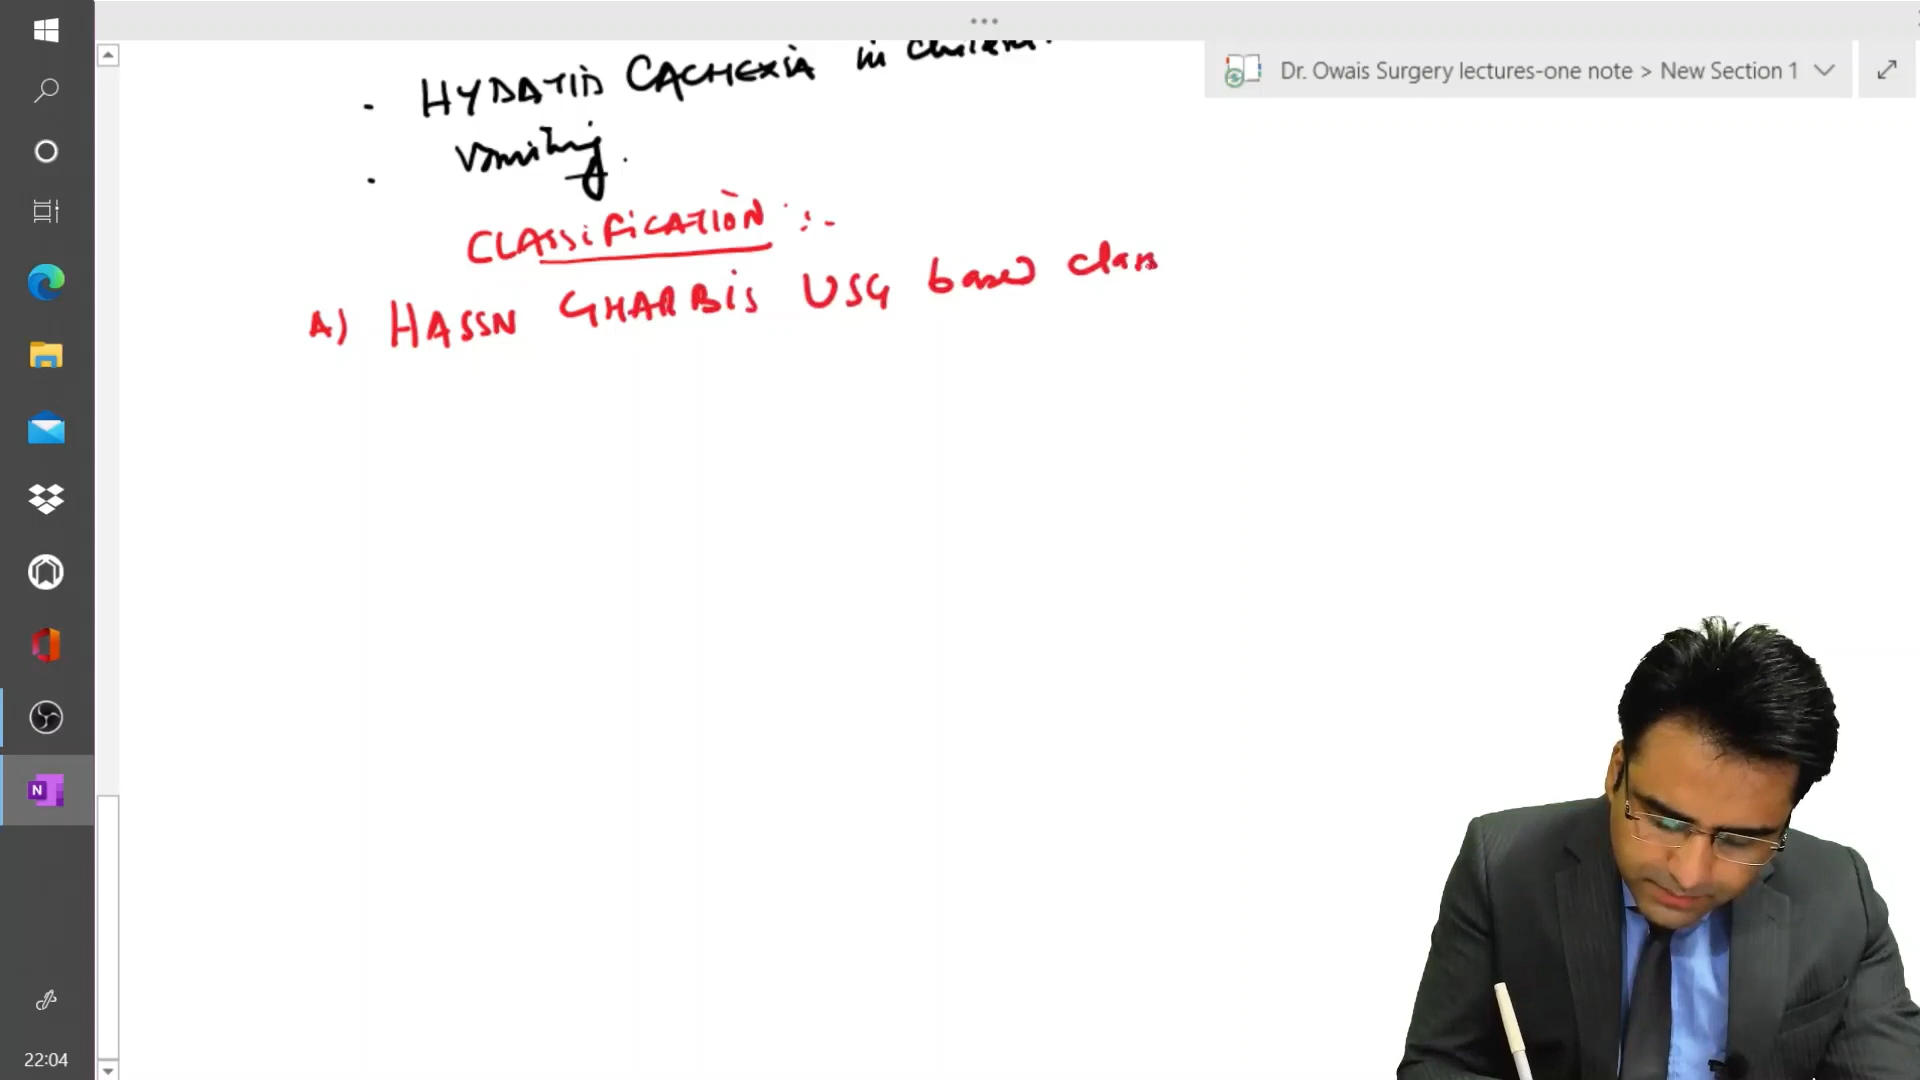 Dr. Owais Surgery lectures-one note > New Section 1
. HYDATID CACHEXIA in children.
. Vomiting.
CLASSIFICATION :-
A) HASSN GHARBIS USG based class
N
22:04